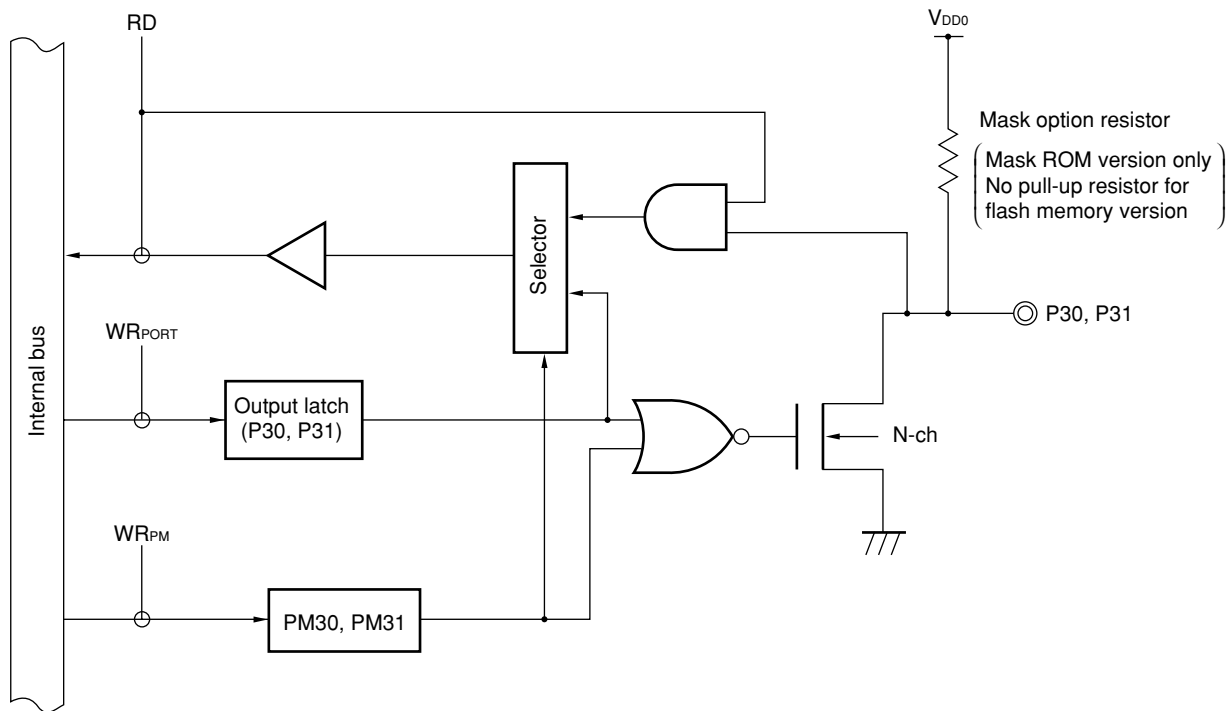 RD
VDD0
Mask option resistor
Mask ROM version only
No pull-up resistor for
flash memory version
Selector
P30, P31
WRPORT
Internal bus
Output latch
(P30, P31)
N-ch
WRPM
PM30, PM31